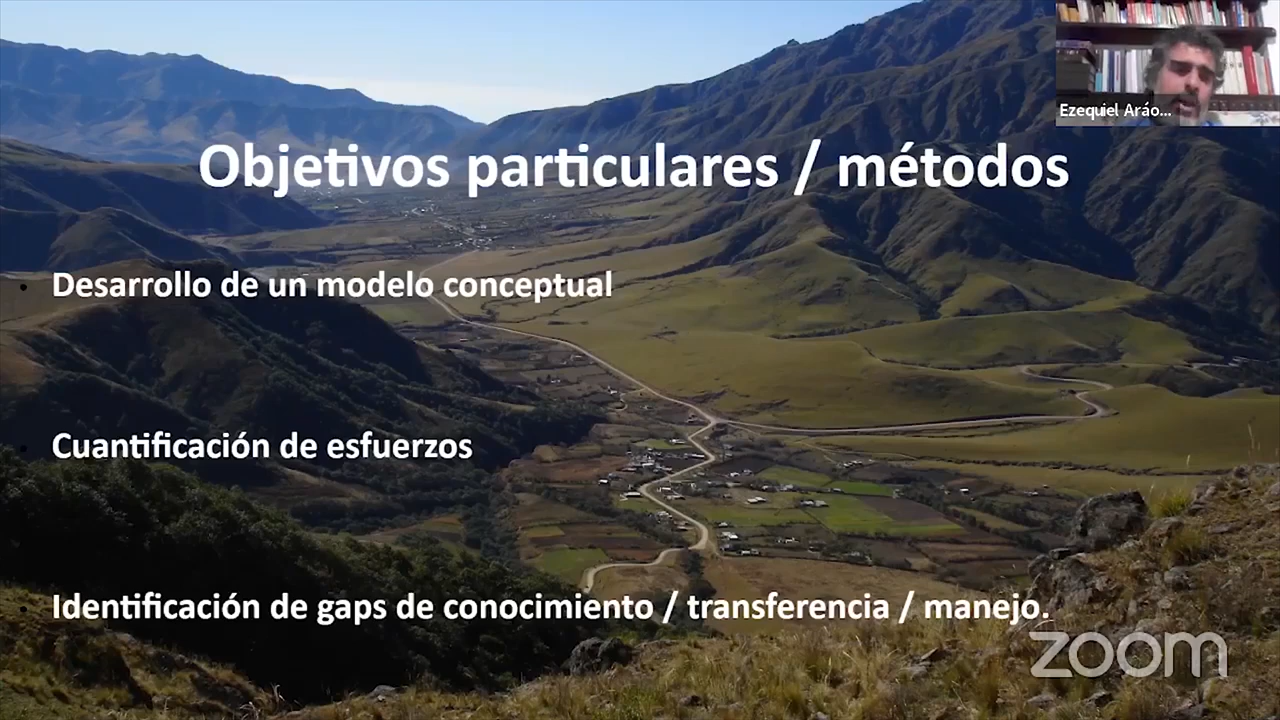 Ezequiel Aráo...
Objetivos particulares / métodos
Desarrollo de un modelo conceptual
Cuantificación de esfuerzos
Identificación de gaps de conocimiento / transferencia / manejo.
zoom